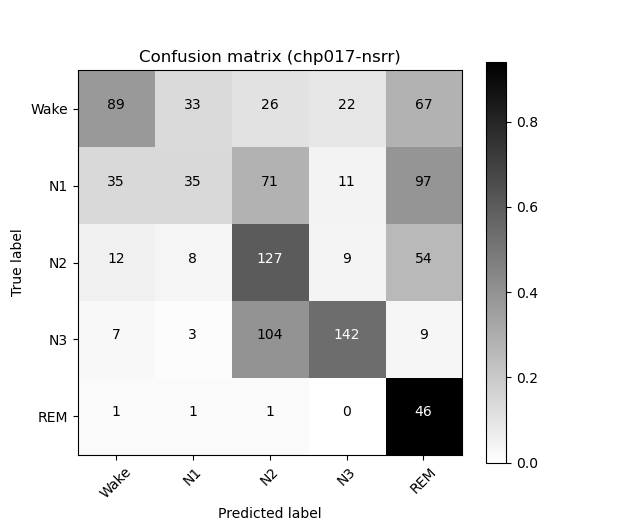 Confusion matrix (chp017-nsrr)
Wake 89 33 26 22 67
N1 35 35 71 11 97
N2 12 8 127 9 54
N3 7 3 104 142 9
REM 1 1 1 0 46
Wake N1 N2 N3 REM
True label
Predicted label
0.8
0.6
0.4
0.2
0.0